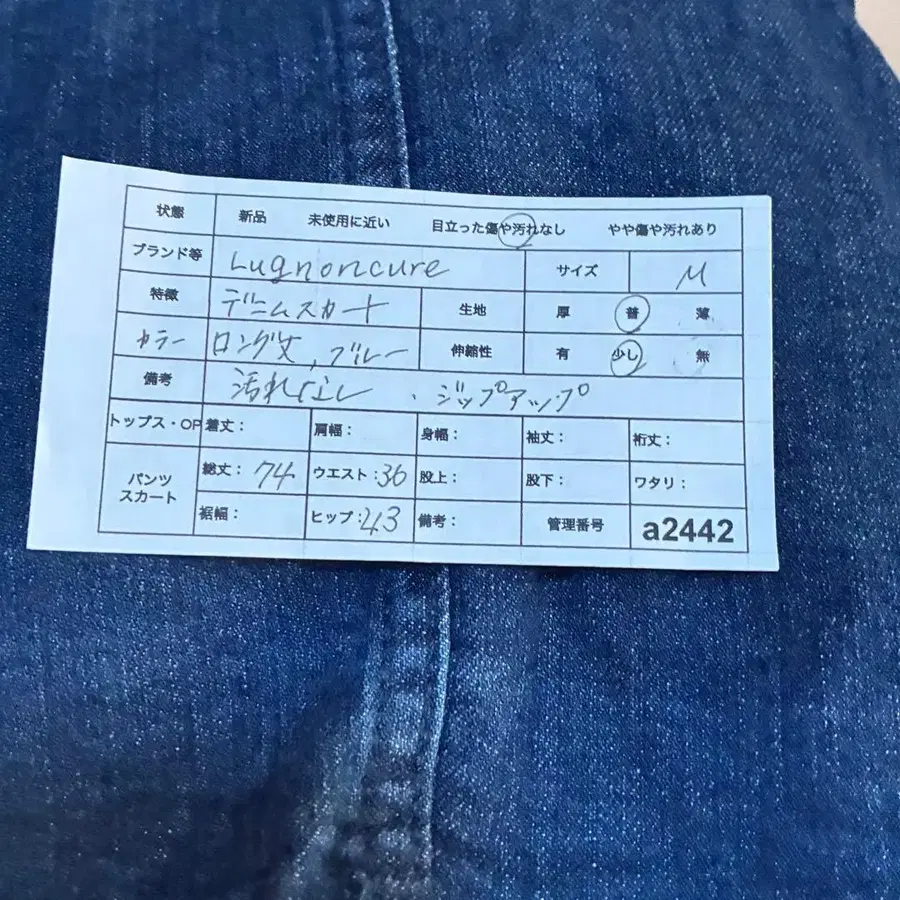 状態 新品 未使用に近い 目立った傷や汚れなし やや傷や汚れあり
ブランド等 Lugnoncure サイズ M
特徴 デニムスカート 生地 厚 普 薄
カラー ロング丈、ブルー 伸縮性 有 少し 無
備考 汚れなし ・ジップアップ
トップス・OP 着丈: 肩幅: 身幅: 袖丈: 裄丈:
パンツ スカート 総丈:74 ウエスト:36 股上: 股下: ワタリ:
裾幅: ヒップ:43 備考: 管理番号 a2442